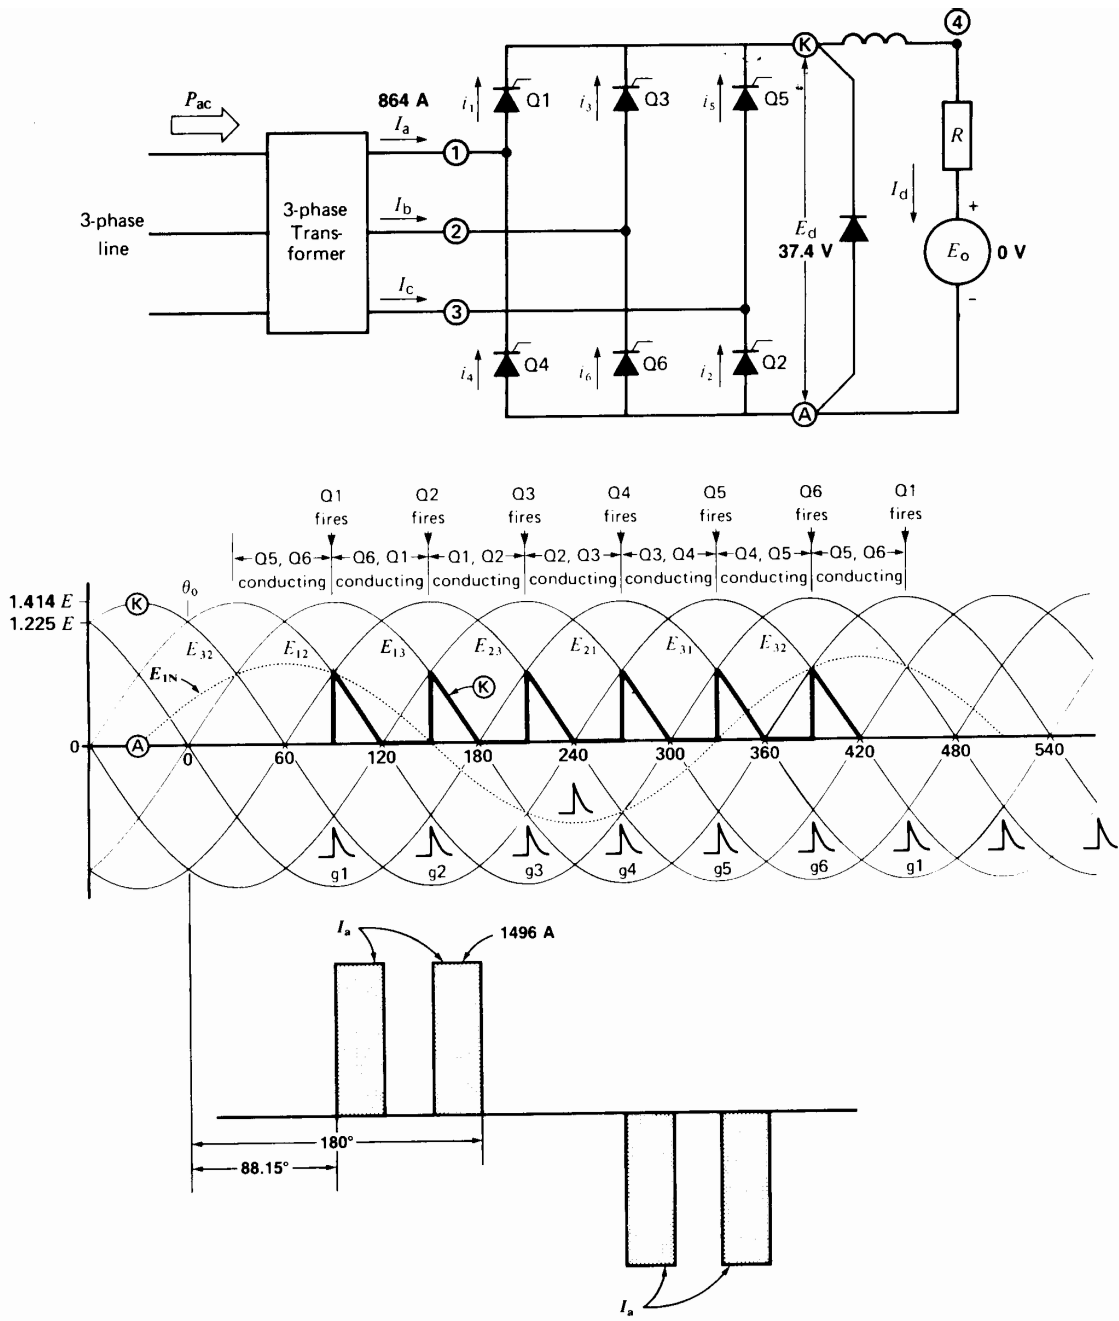 4
K
P_ac
864 A
i_1
Q1
i_3
Q3
i_5
Q5
I_a
1
R
3-phase
line
3-phase
Trans-
former
I_b
2
I_d
+
E_d
37.4 V
E_o
0 V
−
I_c
3
i_4
Q4
i_6
Q6
i_2
Q2
A
Q1 fires
Q2 fires
Q3 fires
Q4 fires
Q5 fires
Q6 fires
Q1 fires
Q5, Q6 conducting
Q6, Q1 conducting
Q1, Q2 conducting
Q2, Q3 conducting
Q3, Q4 conducting
Q4, Q5 conducting
Q5, Q6 conducting
θ_o
1.414 E
K
1.225 E
E_32
E_12
E_13
E_23
E_21
E_31
E_32
E_1N
K
0
A
0
60
120
180
240
300
360
420
480
540
g1
g2
g3
g4
g5
g6
g1
I_a
1496 A
180°
88.15°
I_a